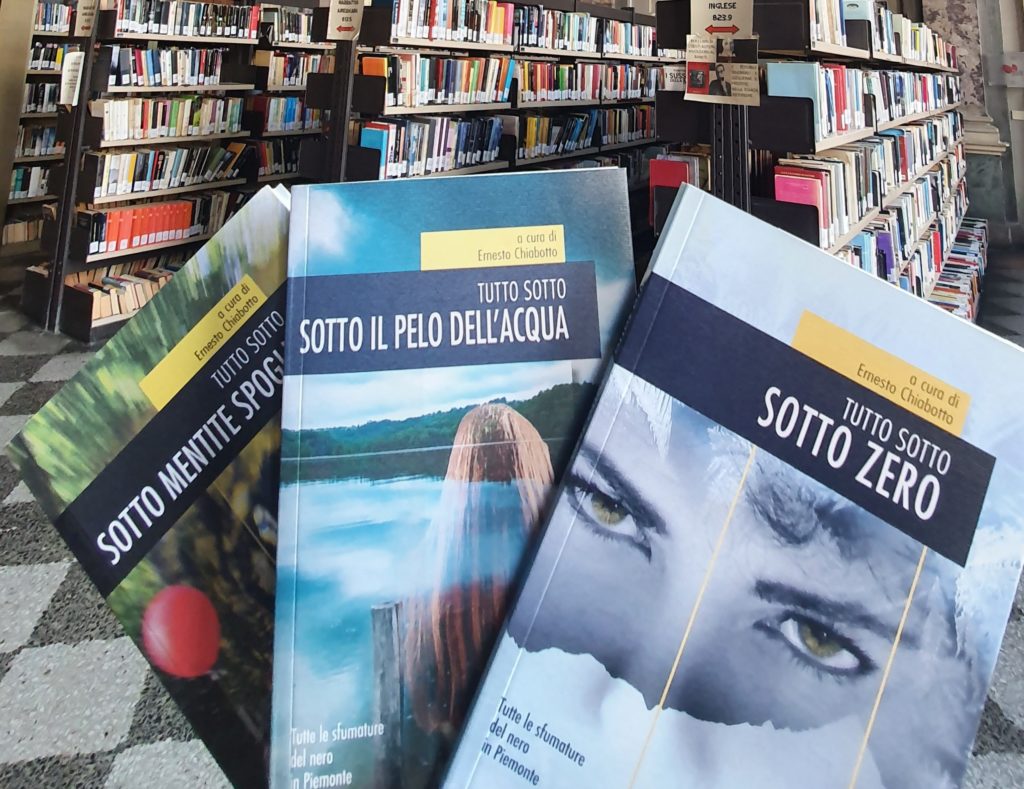 INGLESE
823.9
a cura di
Ernesto Chiabotto
TUTTO SOTTO
SOTTO MENTITE SPOGL
a cura di
Ernesto Chiabotto
TUTTO SOTTO
SOTTO IL PELO DELL'ACQUA
Tutte le sfumature
del nero
in Piemonte
a cura di
Ernesto Chiabotto
TUTTO SOTTO
SOTTO ZERO
Tutte le sfumature
del nero
in Piemonte